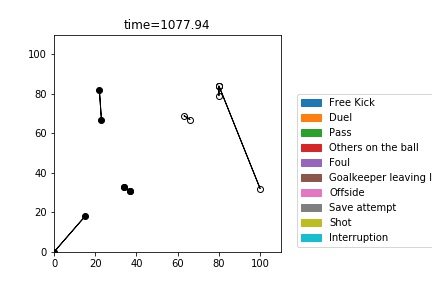 time=1077.94
100
80
60
40
20
0
0 20 40 60 80 100
Free Kick
Duel
Pass
Others on the ball
Foul
Goalkeeper leaving l
Offside
Save attempt
Shot
Interruption